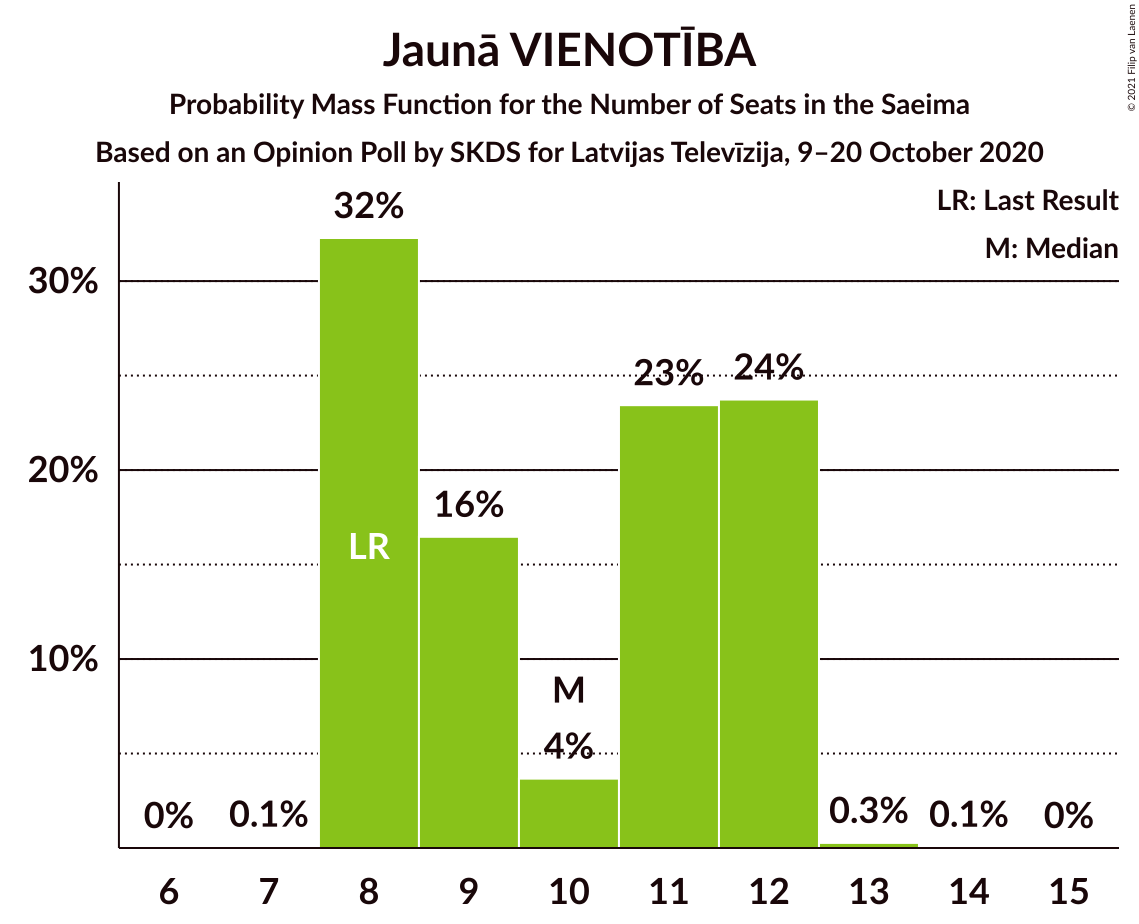 Jaunā VIENOTĪBA
Probability Mass Function for the Number of Seats in the Saeima
Based on an Opinion Poll by SKDS for Latvijas Televīzija, 9–20 October 2020
© 2021 Filip van Laenen
LR: Last Result
M: Median
30%
20%
10%
0%
0.1%
32%
LR
16%
M
4%
23%
24%
0.3%
0.1%
0%
6 7 8 9 10 11 12 13 14 15